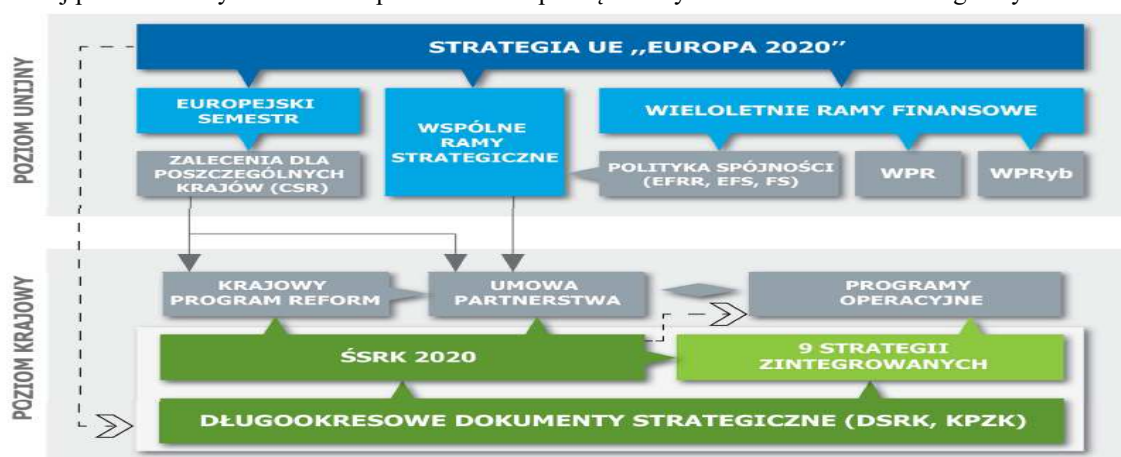 POZIOM UNIJNY
STRATEGIA UE ,,EUROPA 2020”
EUROPEJSKI
SEMESTR
WSPÓLNE
RAMY
STRATEGICZNE
WIELOLETNIE RAMY FINANSOWE
ZALECENIA DLA
POSZCZEGÓLNYCH
KRAJÓW (CSR)
POLITYKA SPÓJNOŚCI
(EFRR, EFS, FS)
WPR
WPRyb
POZIOM KRAJOWY
KRAJOWY
PROGRAM REFORM
UMOWA
PARTNERSTWA
PROGRAMY
OPERACYJNE
ŚSRK 2020
9 STRATEGII
ZINTEGROWANYCH
DŁUGOOKRESOWE DOKUMENTY STRATEGICZNE (DSRK, KPZK)